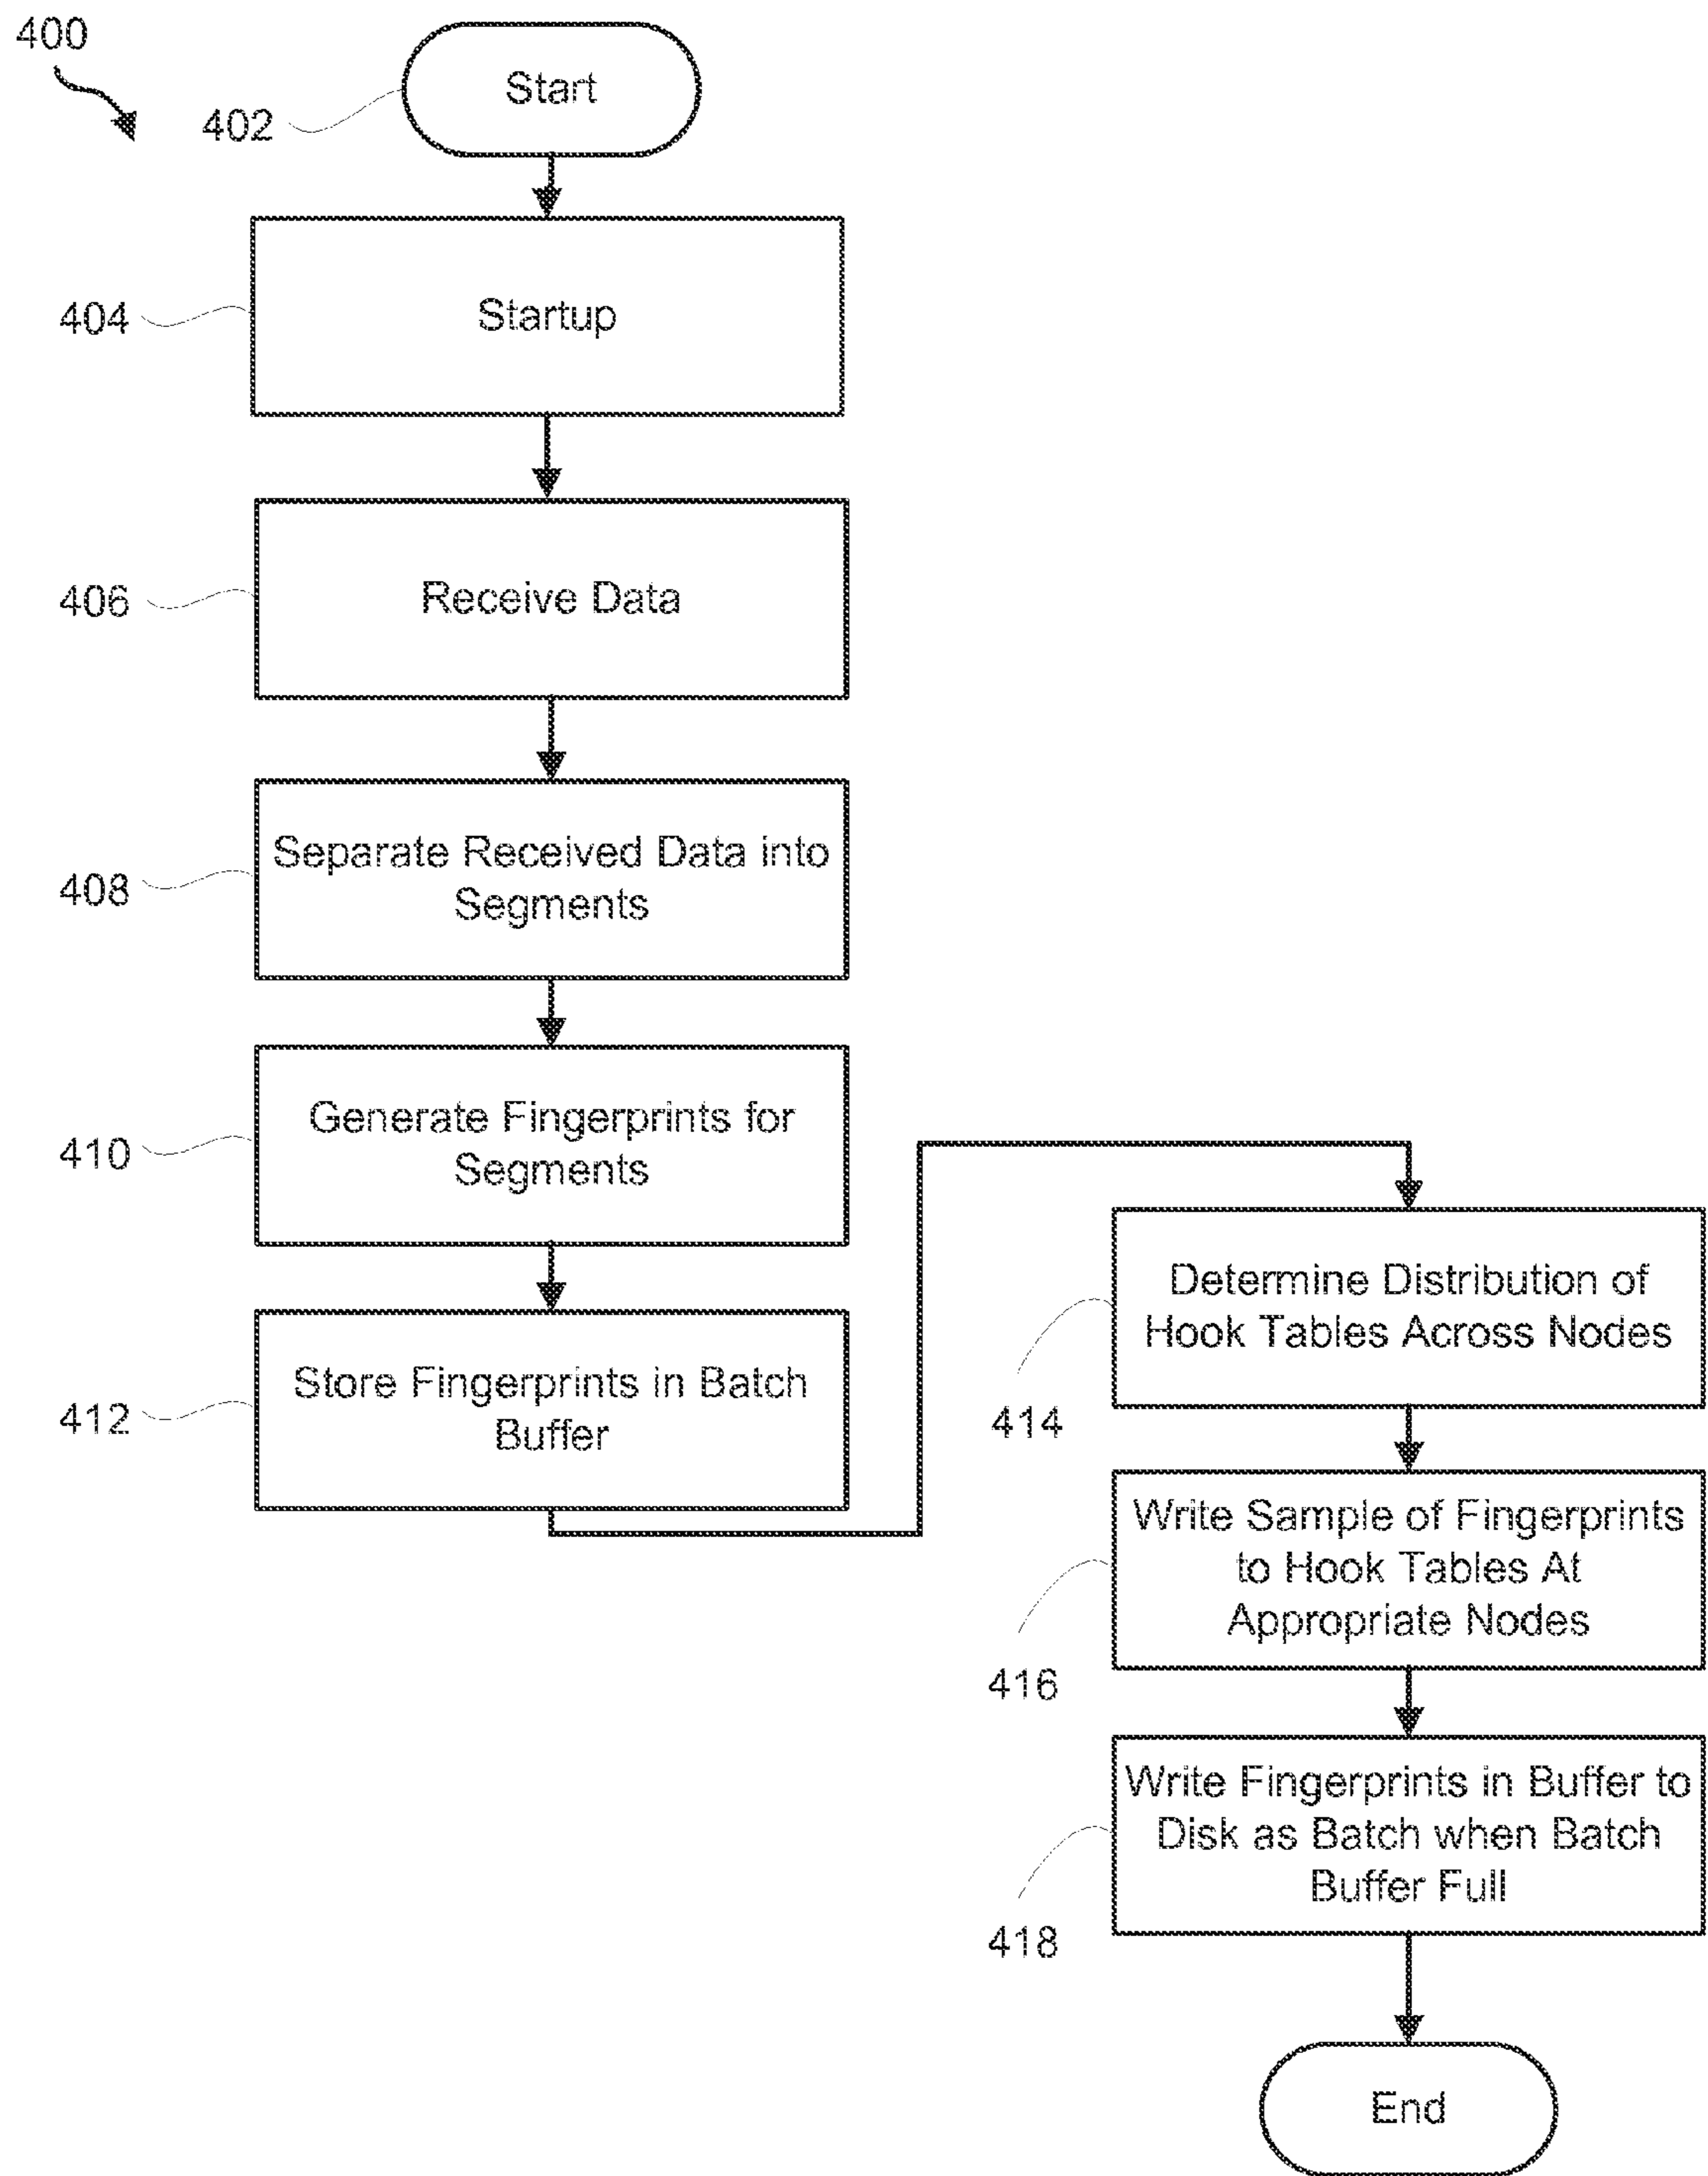 400
Start
402
Startup
404
Receive Data
406
Separate Received Data into
Segments
408
Generate Fingerprints for
Segments
410
Store Fingerprints in Batch
Buffer
412
Determine Distribution of
Hook Tables Across Nodes
414
Write Sample of Fingerprints
to Hook Tables At
Appropriate Nodes
416
Write Fingerprints in Buffer to
Disk as Batch when Batch
Buffer Full
418
End